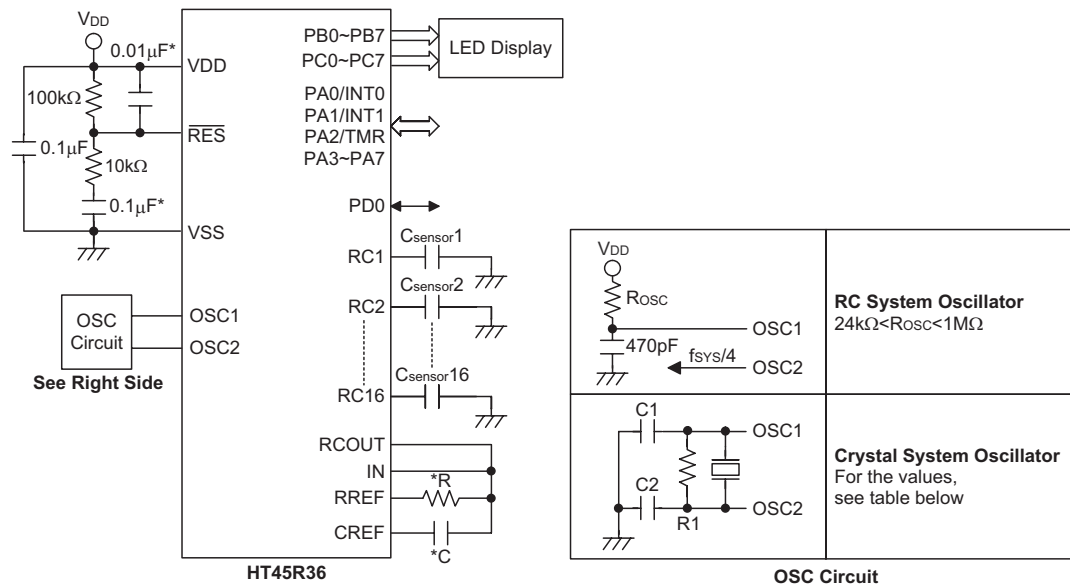 VDD
0.01μF*
VDD
100kΩ
RES
0.1μF
10kΩ
0.1μF*
VSS
OSC Circuit
OSC1
OSC2
See Right Side
PB0~PB7
PC0~PC7
LED Display
PA0/INT0
PA1/INT1
PA2/TMR
PA3~PA7
PD0
Csensor1
RC1
Csensor2
RC2
Csensor16
RC16
RCOUT
IN
*R
RREF
CREF
*C
HT45R36
VDD
ROSC
OSC1
470pF
fSYS/4
OSC2
RC System Oscillator
24kΩ<ROSC<1MΩ
C1
OSC1
C2
R1
OSC2
Crystal System Oscillator
For the values,
see table below
OSC Circuit